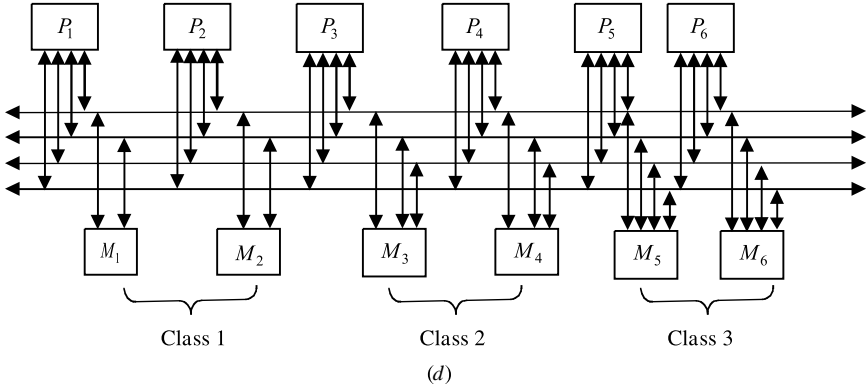 P1 P2 P3 P4 P5 P6
M1 M2 M3 M4 M5 M6
Class 1 Class 2 Class 3
(d)